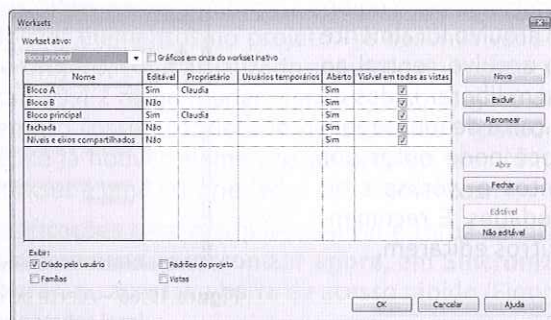 Worksets
Workset ativo:
Bloco principal
Gráficos em cinza do workset inativo
Nome Editável Proprietário Usuários temporários Aberto Visível em todas as vistas
Bloco A Sim Claudia Sim
Bloco B Não Sim
Bloco principal Sim Claudia Sim
fachada Não Sim
Níveis e eixos compartilhados Não Sim
Novo
Excluir
Renomear
Abrir
Fechar
Editável
Não editável
Exibir:
Criado pelo usuário
Padrões do projeto
Famílias
Vistas
OK Cancelar Ajuda